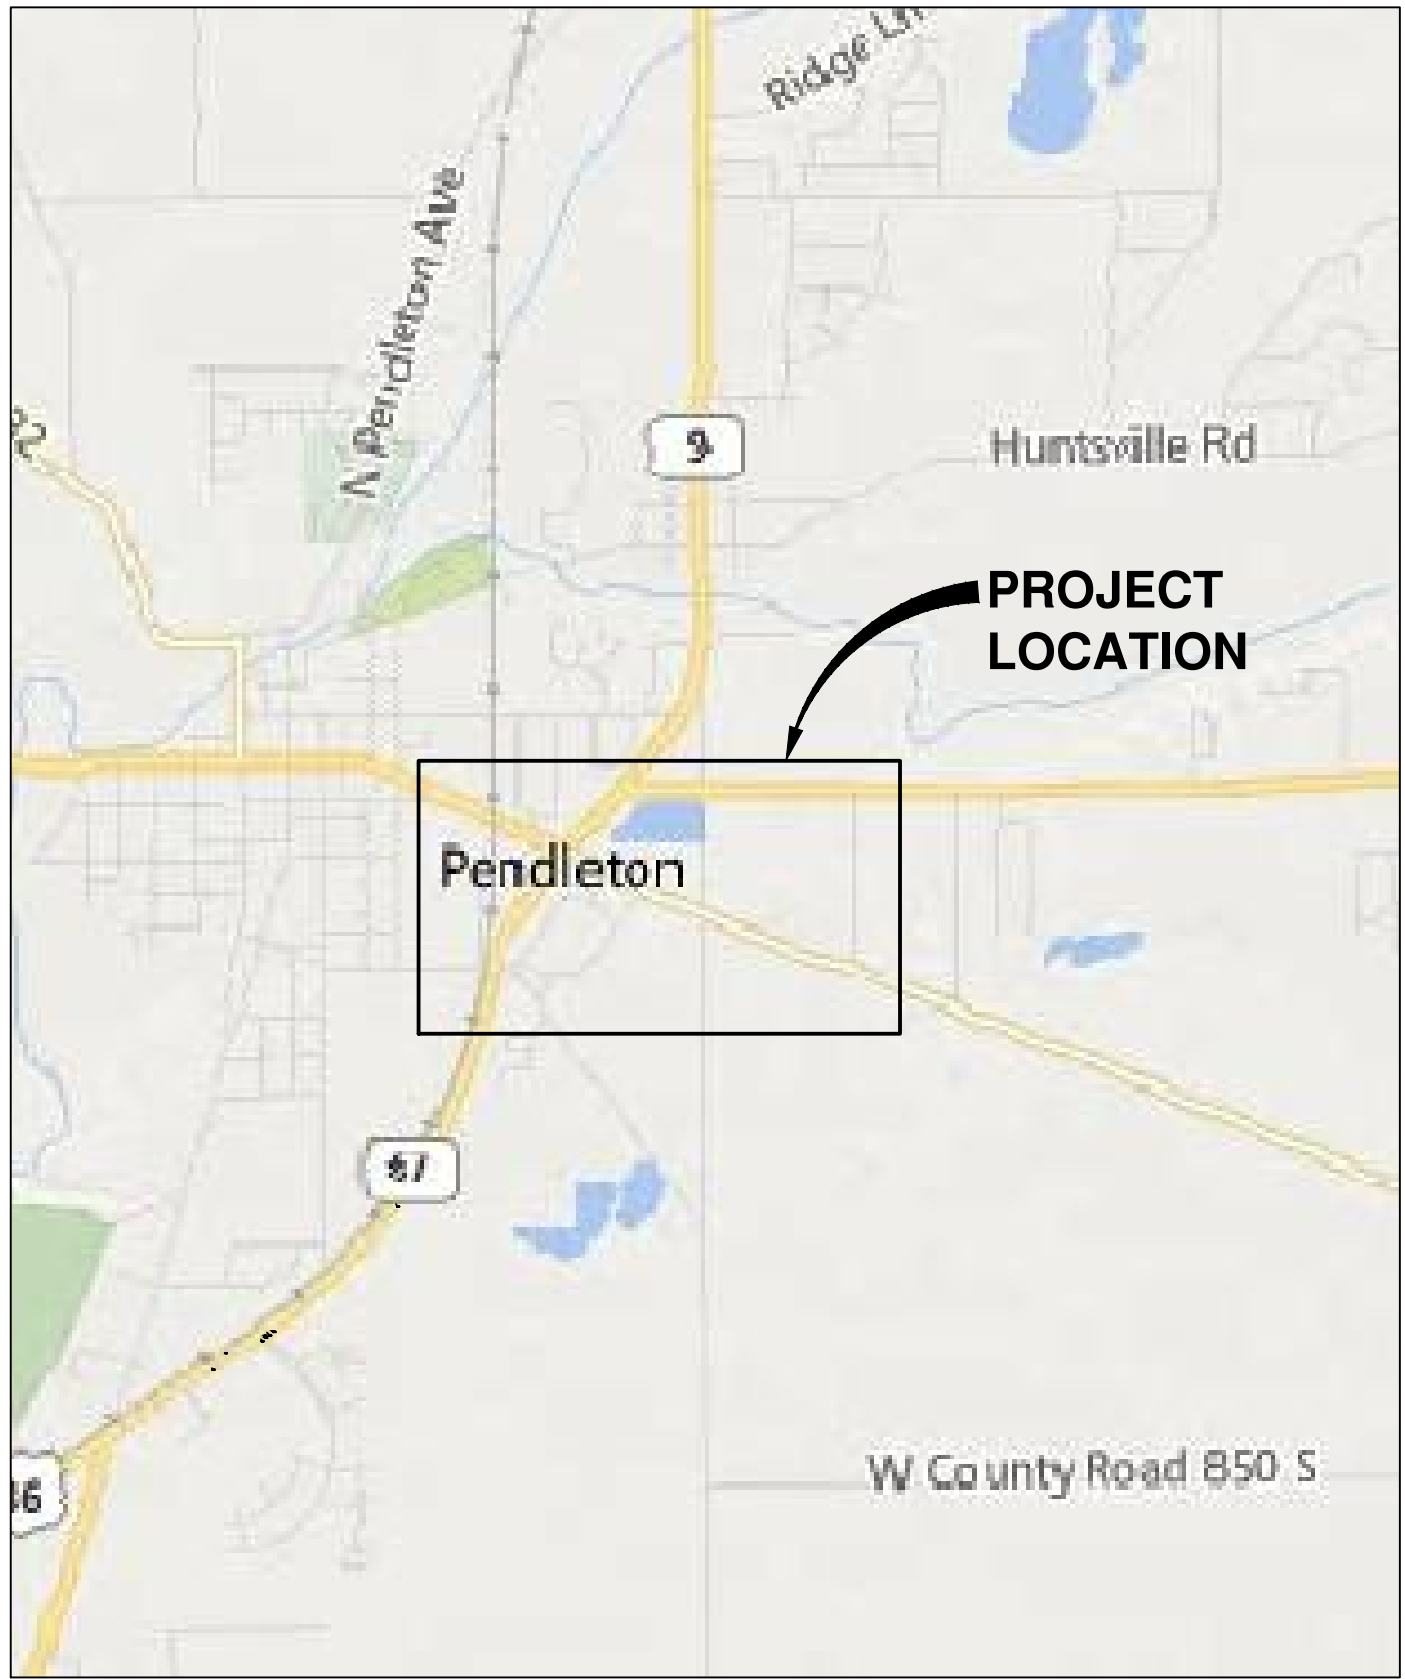 Ridge Ln
N Pendleton Ave
9
Huntsville Rd
PROJECT
LOCATION
Pendleton
67
W County Road 850 S